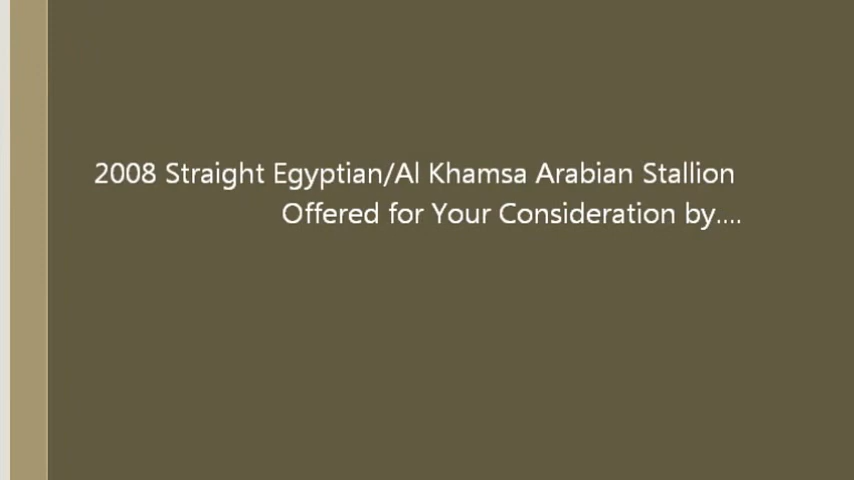 2008 Straight Egyptian/Al Khamsa Arabian Stallion
Offered for Your Consideration by....